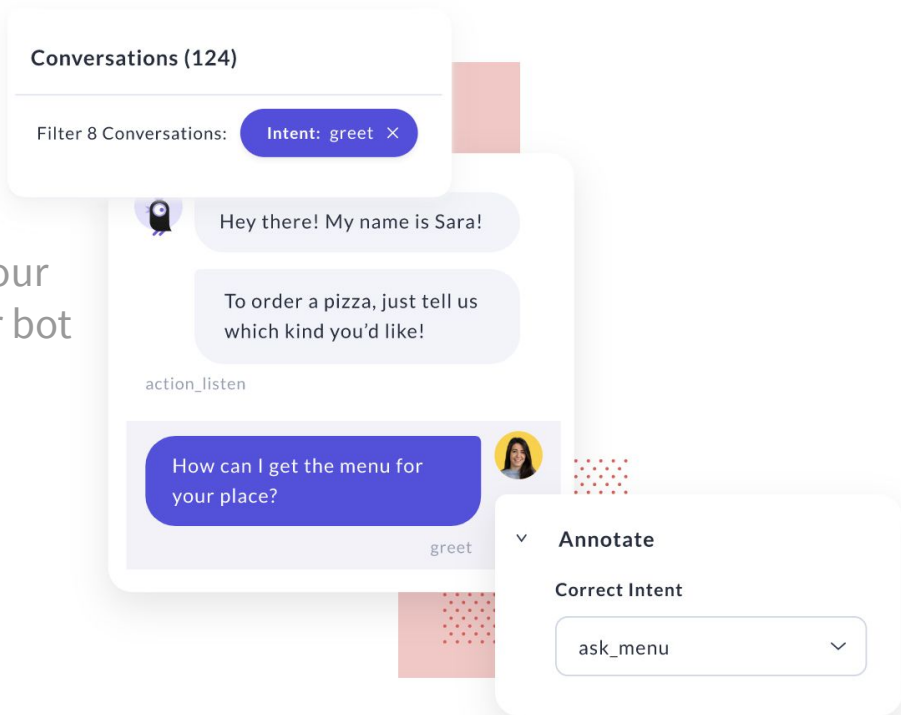 Conversations (124)
Filter 8 Conversations: Intent: greet ×
Hey there! My name is Sara!
our
bot
To order a pizza, just tell us
which kind you’d like!
action_listen
How can I get the menu for
your place?
greet
Annotate
Correct Intent
ask_menu